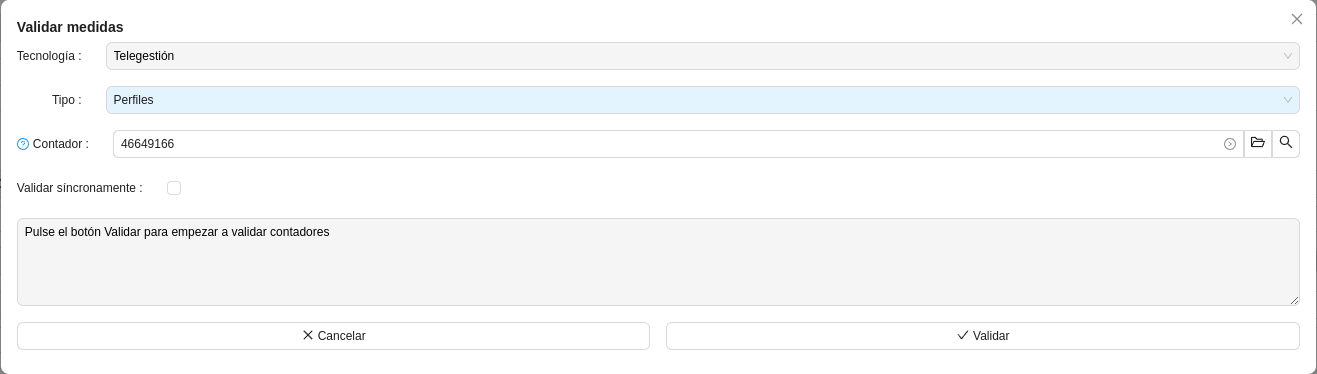 Validar medidas
Tecnología :
Telegestión
Tipo :
Perfiles
Contador :
46649166
Validar síncronamente :
Pulse el botón Validar para empezar a validar contadores
Cancelar
Validar